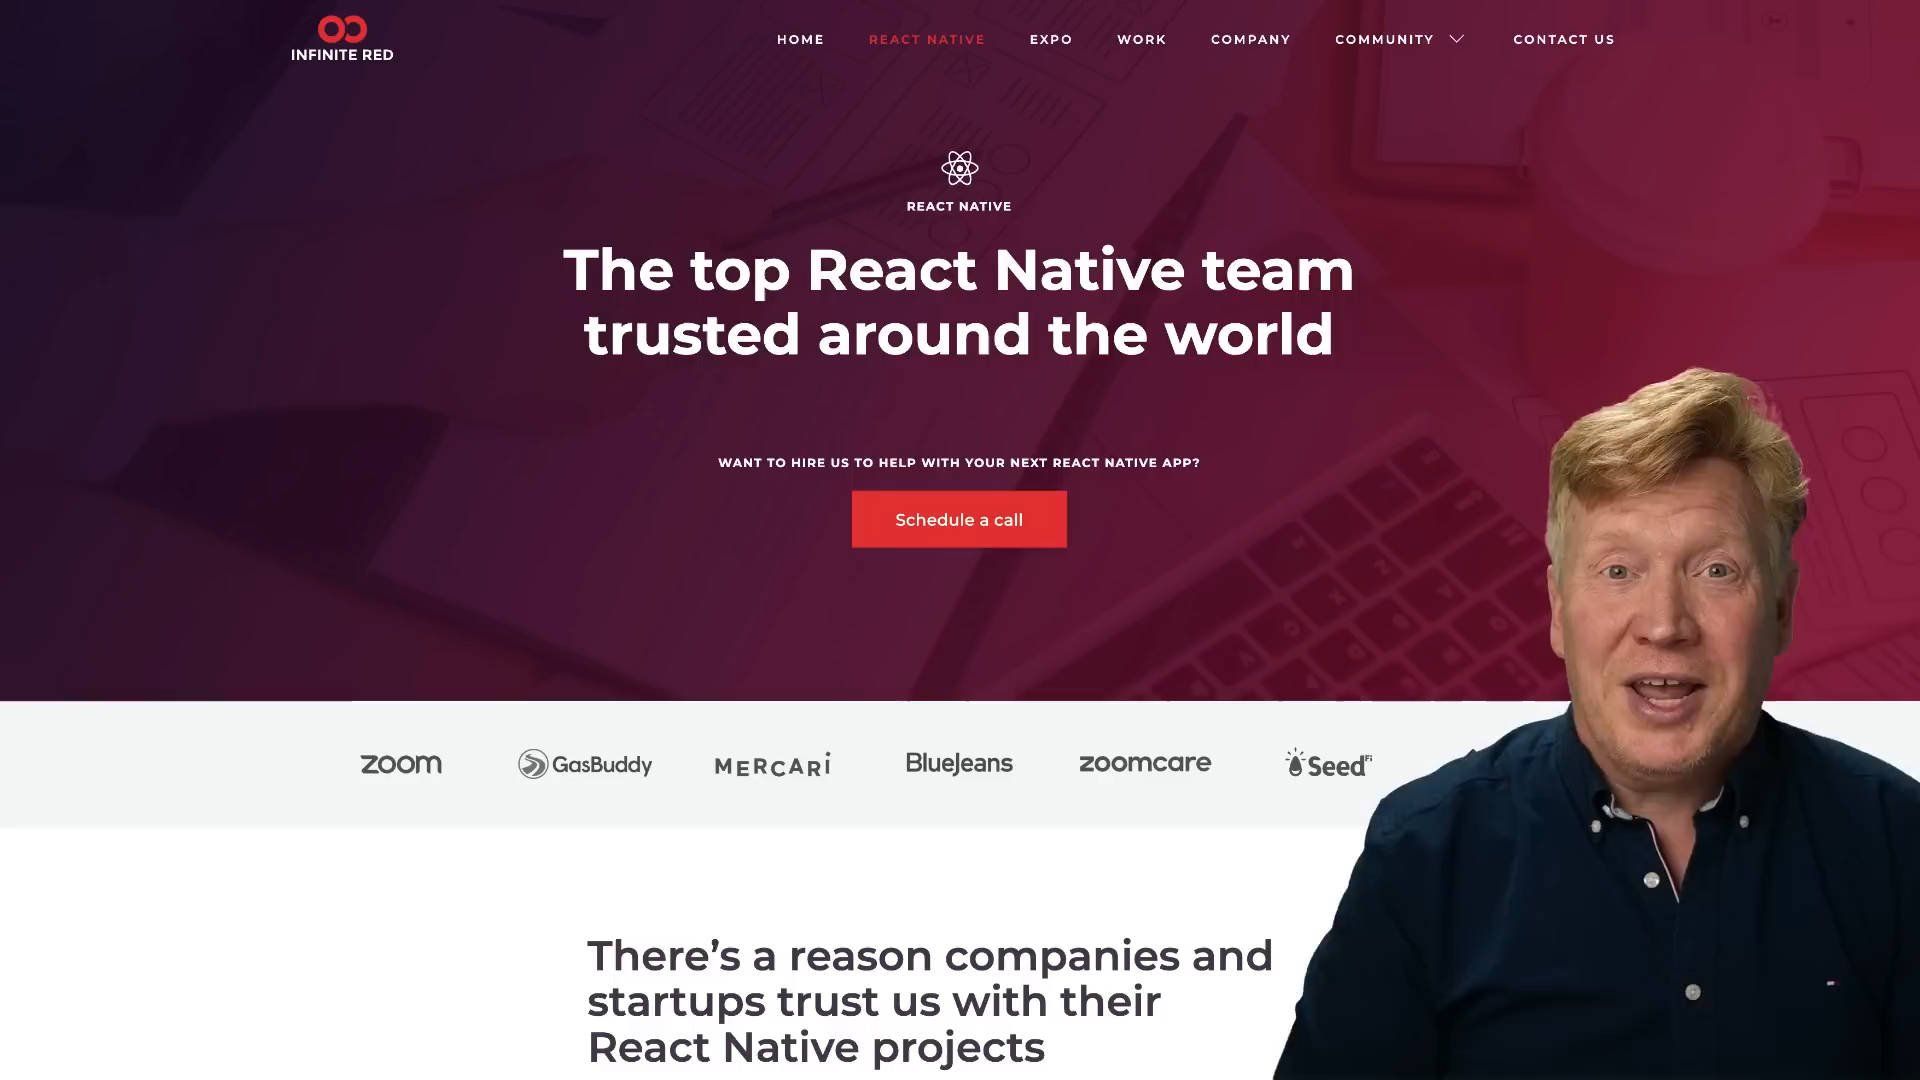 INFINITE RED
HOME REACT NATIVE EXPO WORK COMPANY COMMUNITY CONTACT US
REACT NATIVE
The top React Native team
trusted around the world
WANT TO HIRE US TO HELP WITH YOUR NEXT REACT NATIVE APP?
Schedule a call
zoom GasBuddy MERCARI BlueJeans zoomcare SeedFi
There’s a reason companies and
startups trust us with their
React Native projects